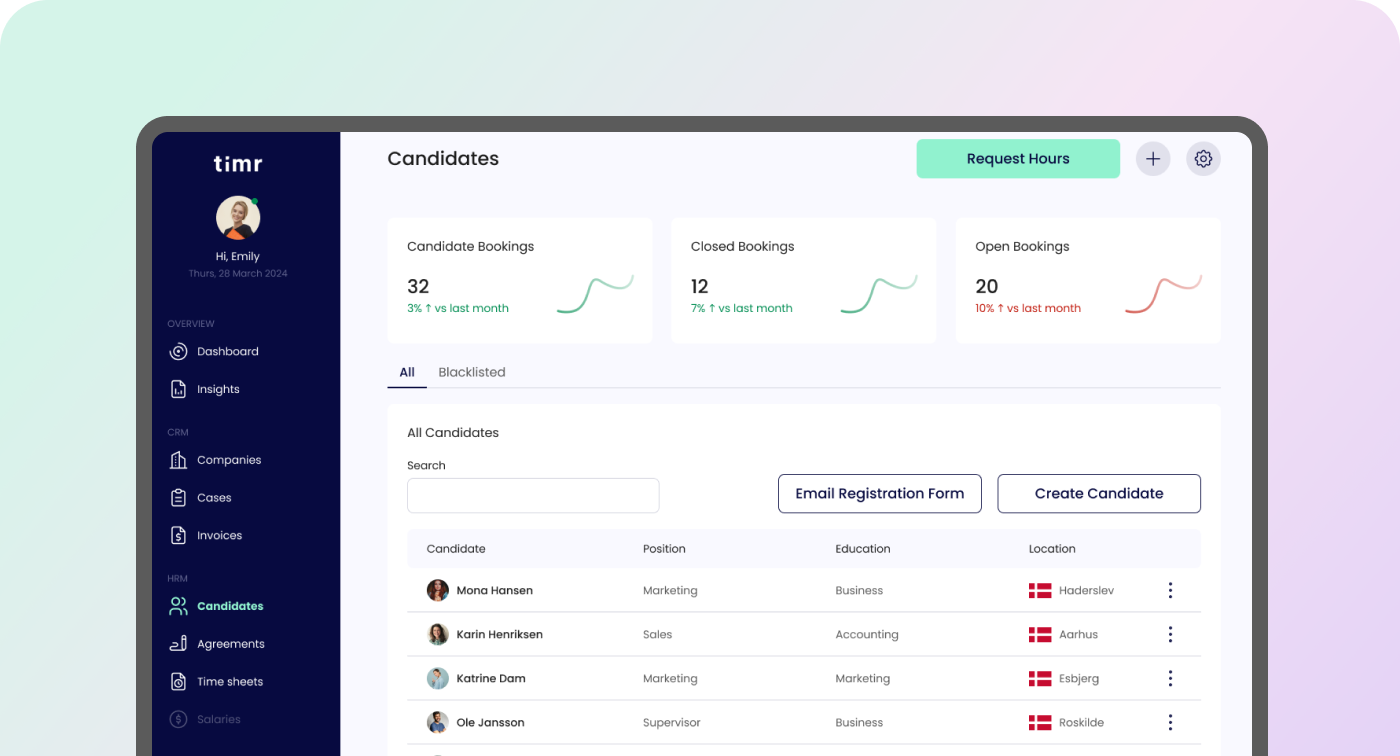 timr
Hi, Emily
Thurs, 28 March 2024
OVERVIEW
Dashboard
Insights
CRM
Companies
Cases
Invoices
HRM
Candidates
Agreements
Time sheets
Salaries
Candidates
Request Hours
Candidate Bookings
32
3% ↑ vs last month
Closed Bookings
12
7% ↑ vs last month
Open Bookings
20
10% ↑ vs last month
All Blacklisted
All Candidates
Search
Email Registration Form Create Candidate
Candidate Position Education Location
Mona Hansen Marketing Business Haderslev
Karin Henriksen Sales Accounting Aarhus
Katrine Dam Marketing Marketing Esbjerg
Ole Jansson Supervisor Business Roskilde